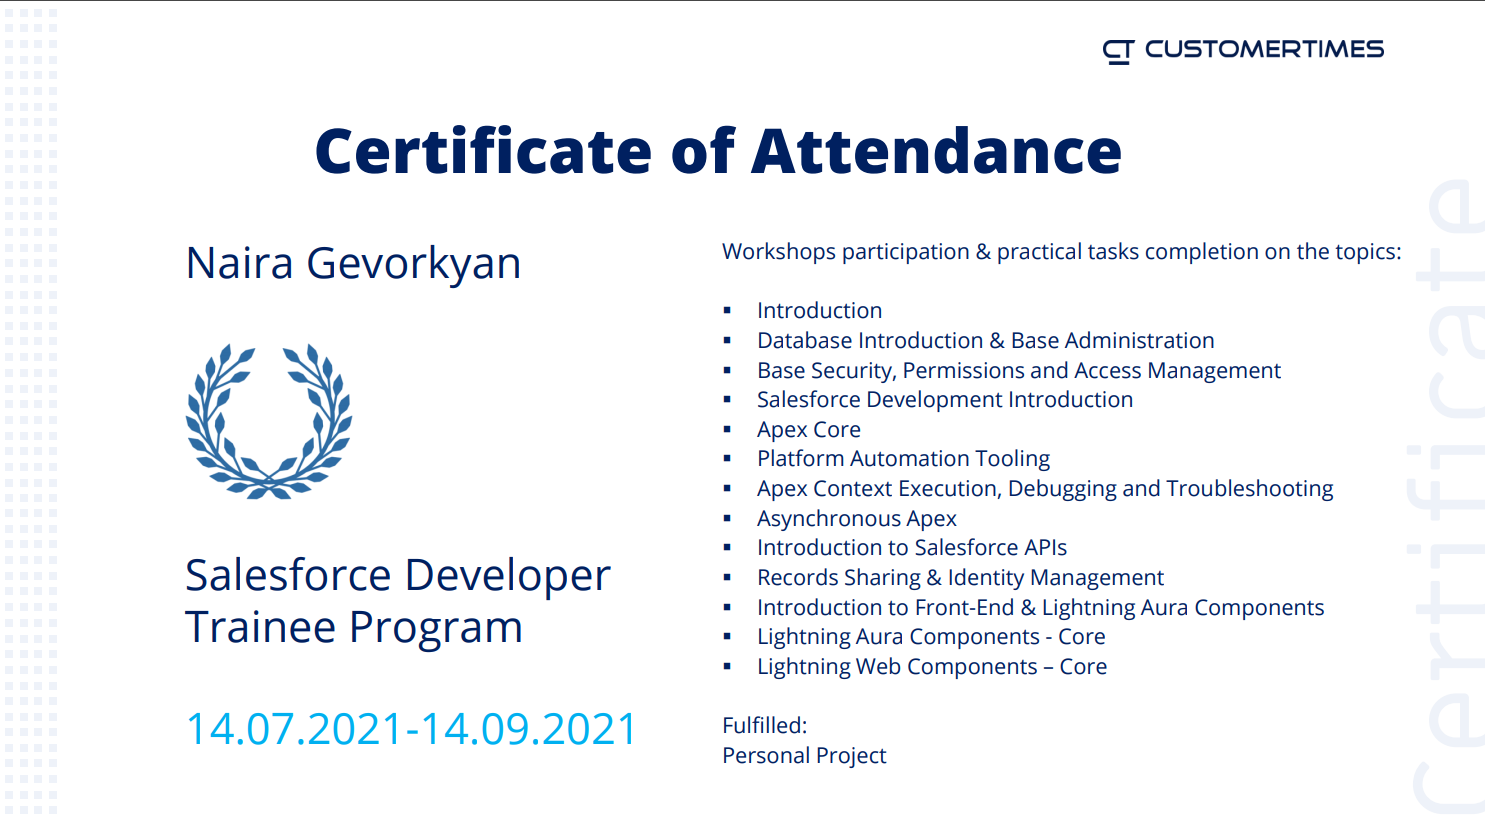 CT CUSTOMERTIMES
Certificate of Attendance
Naira Gevorkyan
Salesforce Developer
Trainee Program
14.07.2021-14.09.2021
Workshops participation & practical tasks completion on the topics:
▪ Introduction
▪ Database Introduction & Base Administration
▪ Base Security, Permissions and Access Management
▪ Salesforce Development Introduction
▪ Apex Core
▪ Platform Automation Tooling
▪ Apex Context Execution, Debugging and Troubleshooting
▪ Asynchronous Apex
▪ Introduction to Salesforce APIs
▪ Records Sharing & Identity Management
▪ Introduction to Front-End & Lightning Aura Components
▪ Lightning Aura Components - Core
▪ Lightning Web Components – Core
Fulfilled:
Personal Project
Certificate